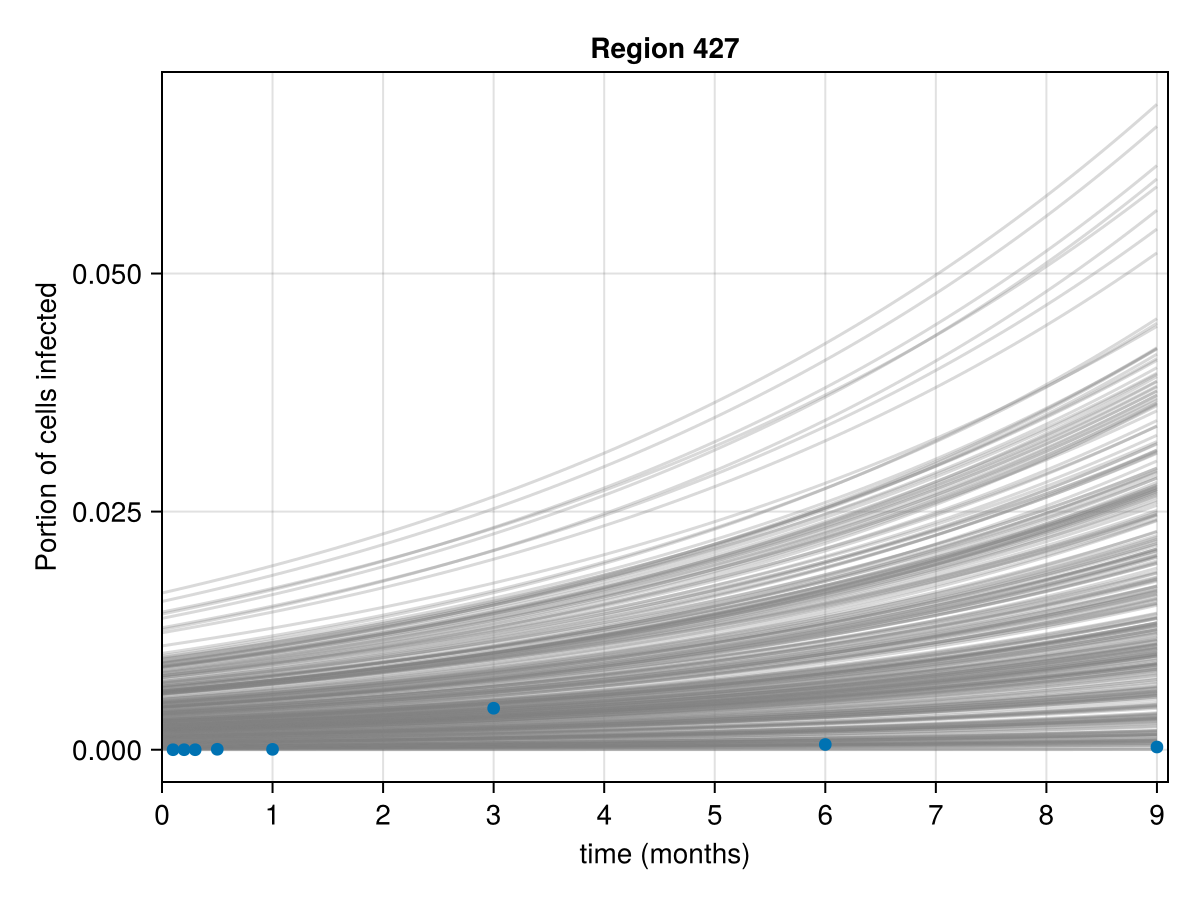 Region 427
Portion of cells infected
0.050
0.025
0.000
0 1 2 3 4 5 6 7 8 9
time (months)